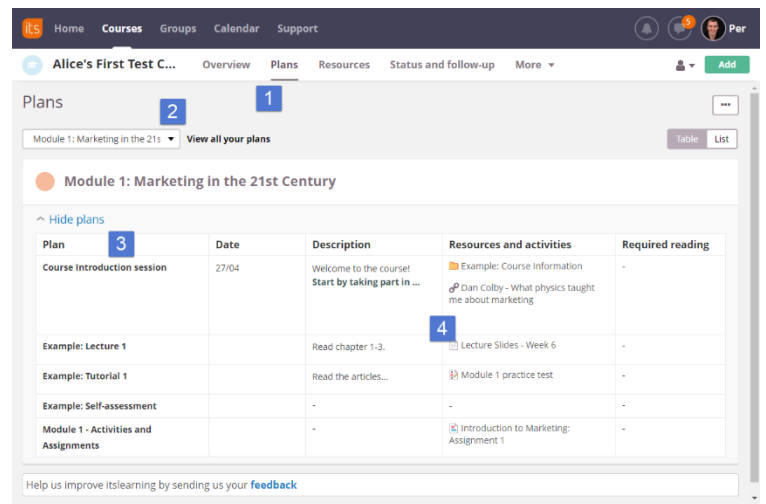 its Home Courses Groups Calendar Support 5 Per
Alice's First Test C... Overview Plans Resources Status and follow-up More Add
1
Plans
2
...
Module 1: Marketing in the 21s View all your plans Table List
Module 1: Marketing in the 21st Century
Hide plans
3
Plan Date Description Resources and activities Required reading
Course Introduction session 27/04 Welcome to the course! Example: Course Information -
Start by taking part in ...
Dan Colby - What physics taught
me about marketing
4
Example: Lecture 1 Read chapter 1-3. Lecture Slides - Week 6 -
Example: Tutorial 1 Read the articles... Module 1 practice test -
Example: Self-assessment - - -
Module 1 - Activities and - Introduction to Marketing: -
Assignments Assignment 1
Help us improve itslearning by sending us your feedback